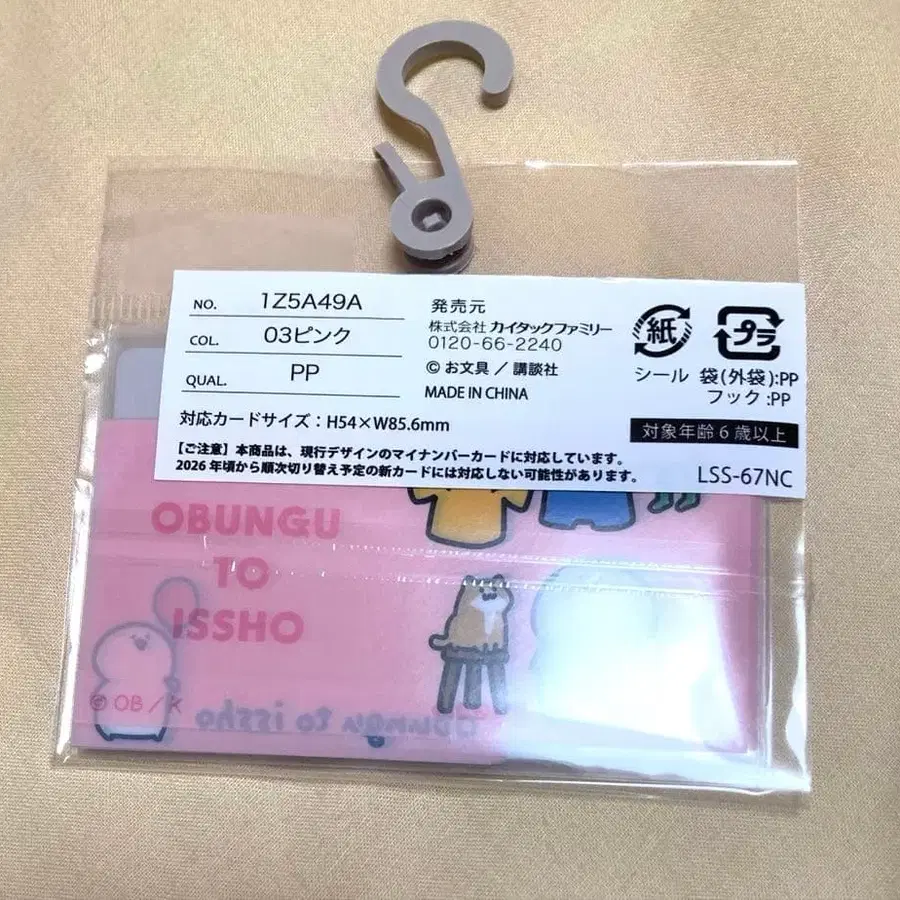 NO. 1Z5A49A
COL. 03ピンク
QUAL. PP
発売元
株式会社 カイタックファミリー
0120-66-2240
© お文具 / 講談社
MADE IN CHINA
紙
シール
プラ
袋(外袋):PP
フック:PP
対応カードサイズ:H54×W85.6mm
対象年齢6歳以上
【ご注意】本商品は、現行デザインのマイナンバーカードに対応しています。
2026年頃から順次切り替え予定の新カードには対応しない可能性があります。
LSS-67NC
OBUNGU
TO
ISSHO
© OB / K
obungu to issho